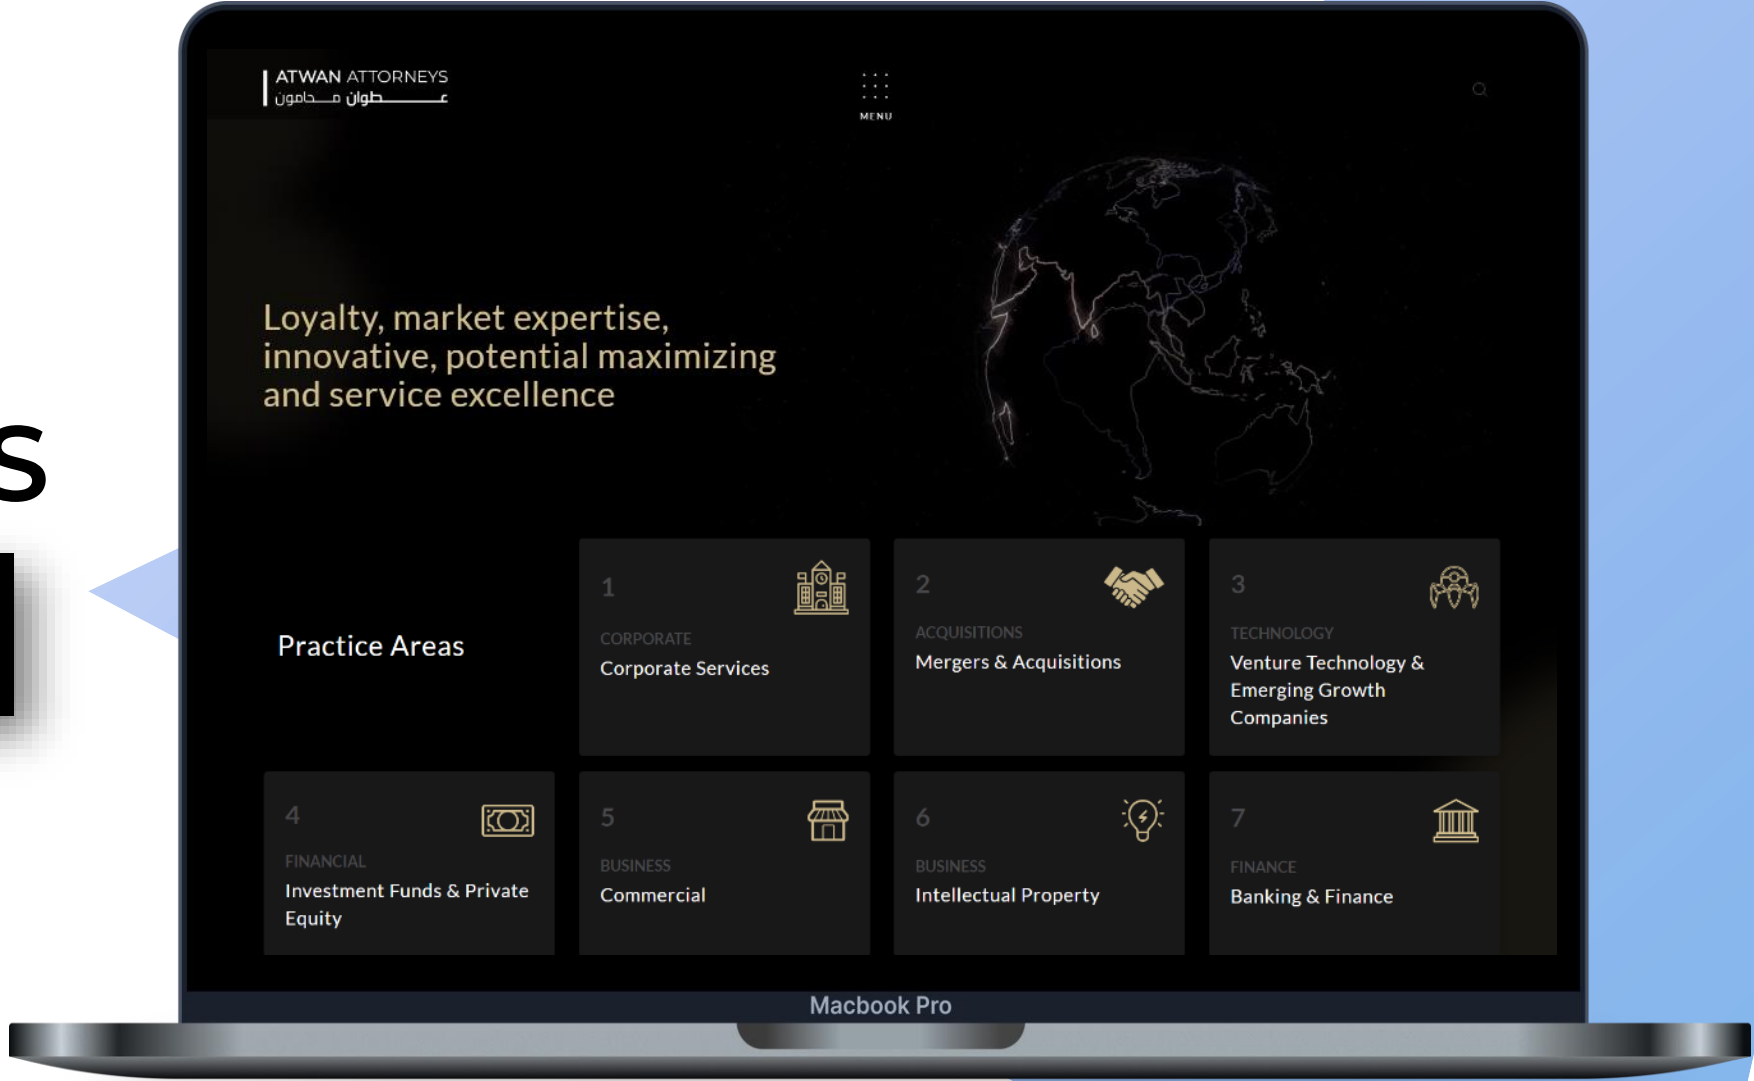 ATWAN ATTORNEYS
عطوان محامون
MENU
Loyalty, market expertise,
innovative, potential maximizing
and service excellence
Practice Areas
1
CORPORATE
Corporate Services
2
ACQUISITIONS
Mergers & Acquisitions
3
TECHNOLOGY
Venture Technology &
Emerging Growth
Companies
4
FINANCIAL
Investment Funds & Private
Equity
5
BUSINESS
Commercial
6
BUSINESS
Intellectual Property
7
FINANCE
Banking & Finance
Macbook Pro